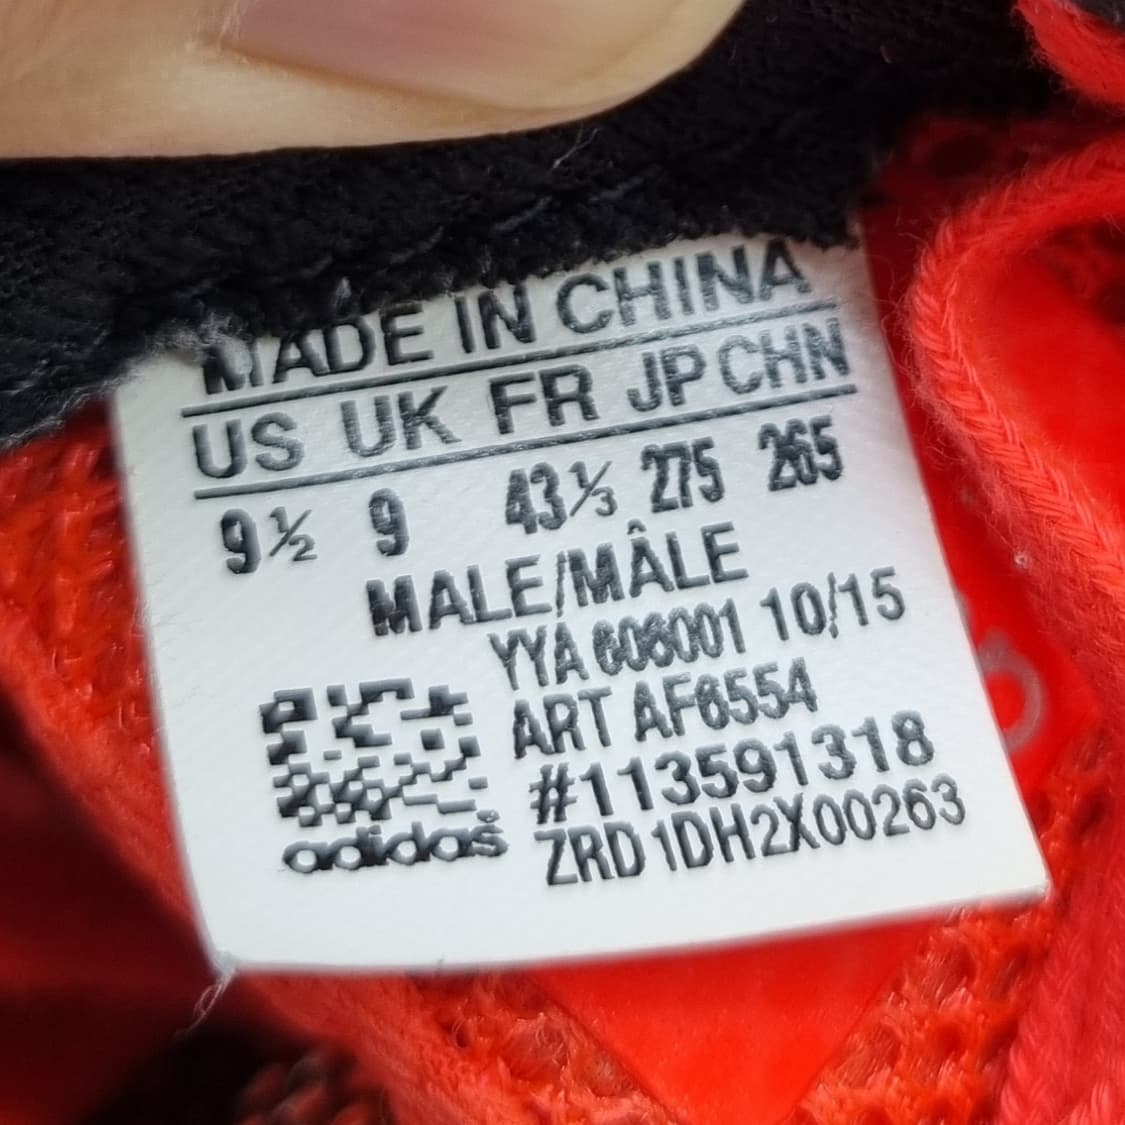 MADE IN CHINA
US UK FR JP CHN
9½ 9 43⅓ 275 265
MALE/MÂLE
YYA 606001 10/15
ART AF6554
#113591318
ZRD 1DH2X00263
adidas